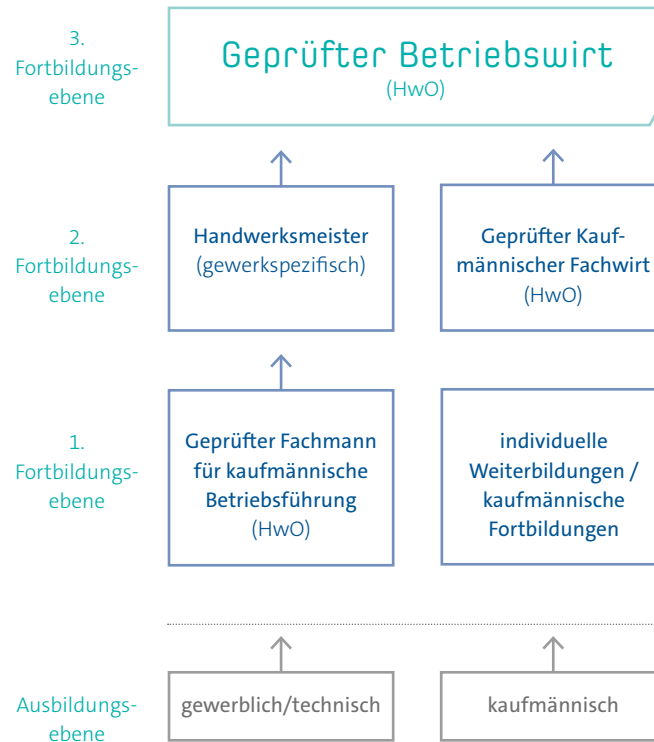 3.
Fortbildungs-
ebene
Geprüfter Betriebswirt
(HwO)
2.
Fortbildungs-
ebene
Handwerksmeister
(gewerkspezifisch)
Geprüfter Kauf-
männischer Fachwirt
(HwO)
1.
Fortbildungs-
ebene
Geprüfter Fachmann
für kaufmännische
Betriebsführung
(HwO)
individuelle
Weiterbildungen /
kaufmännische
Fortbildungen
Ausbildungs-
ebene
gewerblich/technisch
kaufmännisch